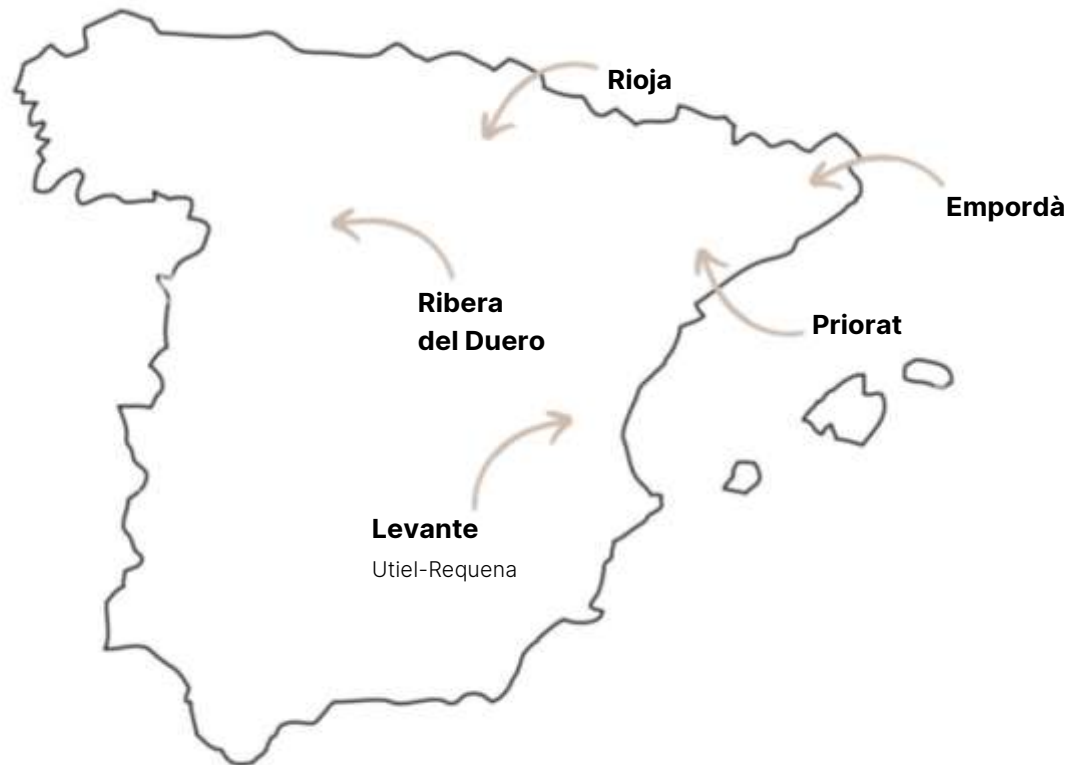 Rioja
Empordà
Ribera
del Duero
Priorat
Levante
Utiel-Requena